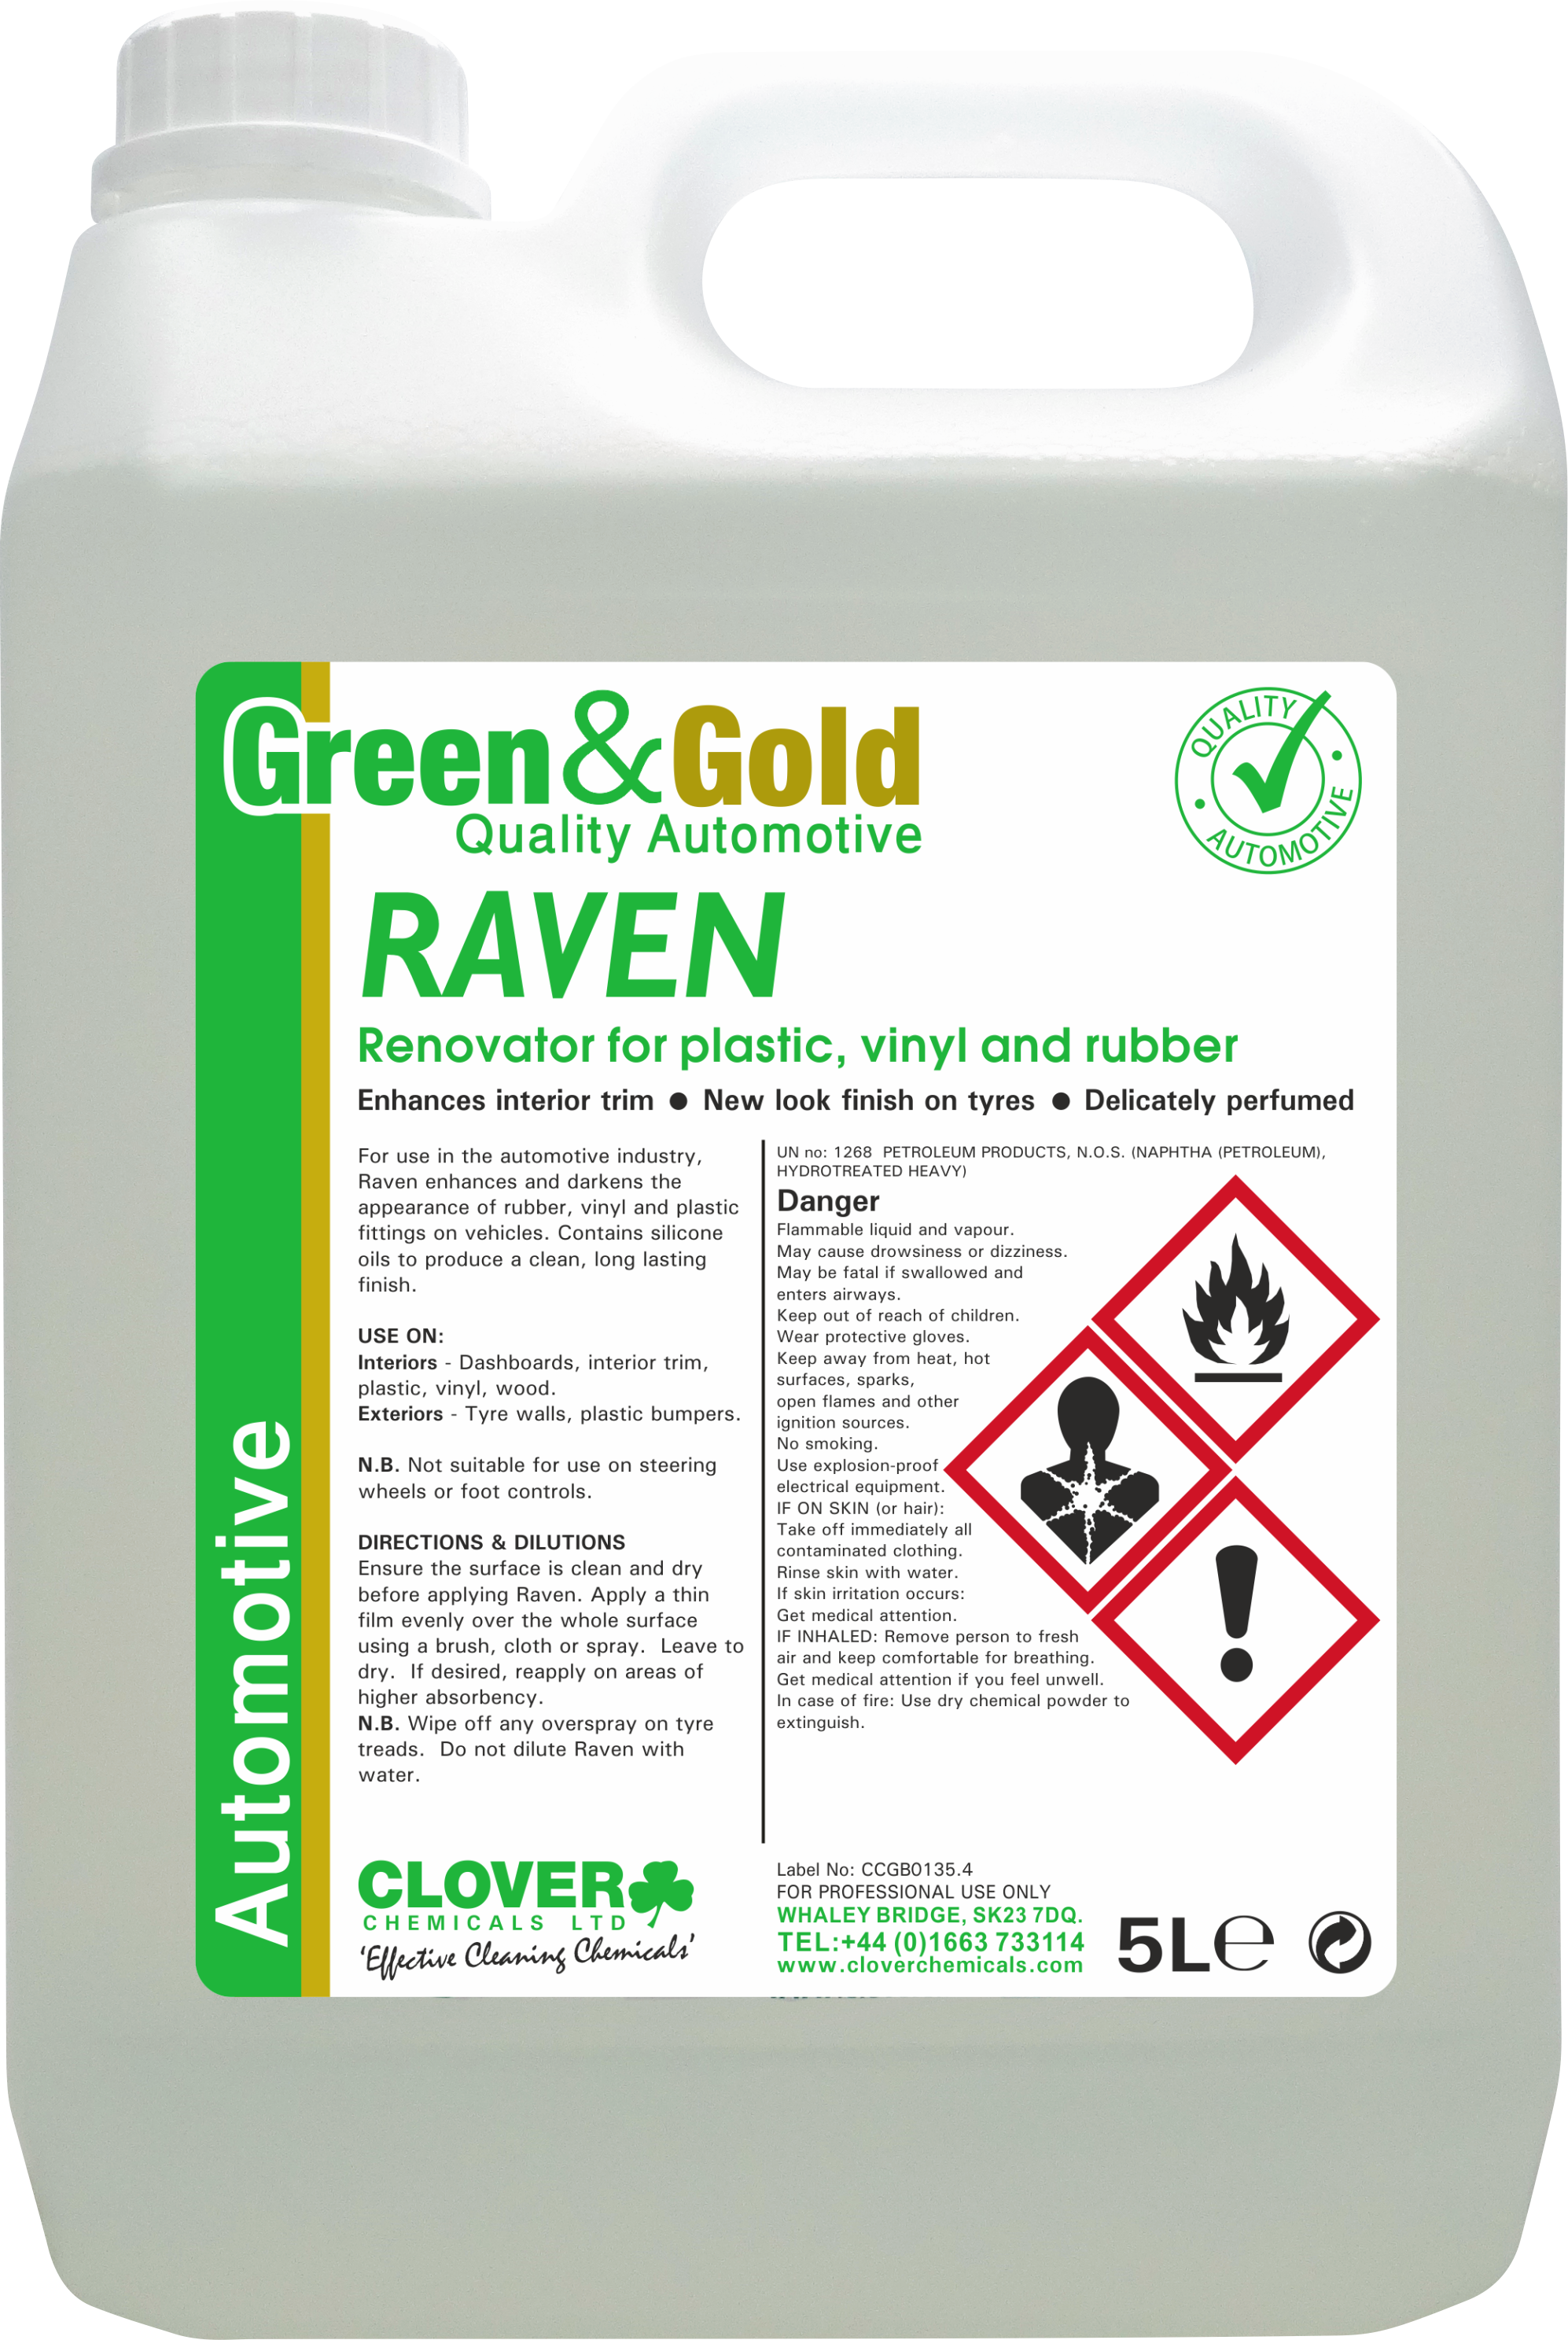 Green&Gold
Quality Automotive
QUALITY
AUTOMOTIVE
RAVEN
Renovator for plastic, vinyl and rubber
Enhances interior trim ● New look finish on tyres ● Delicately perfumed
For use in the automotive industry,
Raven enhances and darkens the
appearance of rubber, vinyl and plastic
fittings on vehicles. Contains silicone
oils to produce a clean, long lasting
finish.
USE ON:
Interiors - Dashboards, interior trim,
plastic, vinyl, wood.
Exteriors - Tyre walls, plastic bumpers.
N.B. Not suitable for use on steering
wheels or foot controls.
DIRECTIONS & DILUTIONS
Ensure the surface is clean and dry
before applying Raven. Apply a thin
film evenly over the whole surface
using a brush, cloth or spray. Leave to
dry. If desired, reapply on areas of
higher absorbency.
N.B. Wipe off any overspray on tyre
treads. Do not dilute Raven with
water.
UN no: 1268 PETROLEUM PRODUCTS, N.O.S. (NAPHTHA (PETROLEUM),
HYDROTREATED HEAVY)
Danger
Flammable liquid and vapour.
May cause drowsiness or dizziness.
May be fatal if swallowed and
enters airways.
Keep out of reach of children.
Wear protective gloves.
Keep away from heat, hot
surfaces, sparks,
open flames and other
ignition sources.
No smoking.
Use explosion-proof
electrical equipment.
IF ON SKIN (or hair):
Take off immediately all
contaminated clothing.
Rinse skin with water.
If skin irritation occurs:
Get medical attention.
IF INHALED: Remove person to fresh
air and keep comfortable for breathing.
Get medical attention if you feel unwell.
In case of fire: Use dry chemical powder to
extinguish.
Automotive
CLOVER
CHEMICALS LTD
'Effective Cleaning Chemicals'
Label No: CCGB0135.4
FOR PROFESSIONAL USE ONLY
WHALEY BRIDGE, SK23 7DQ.
TEL:+44 (0)1663 733114
www.cloverchemicals.com
5L℮